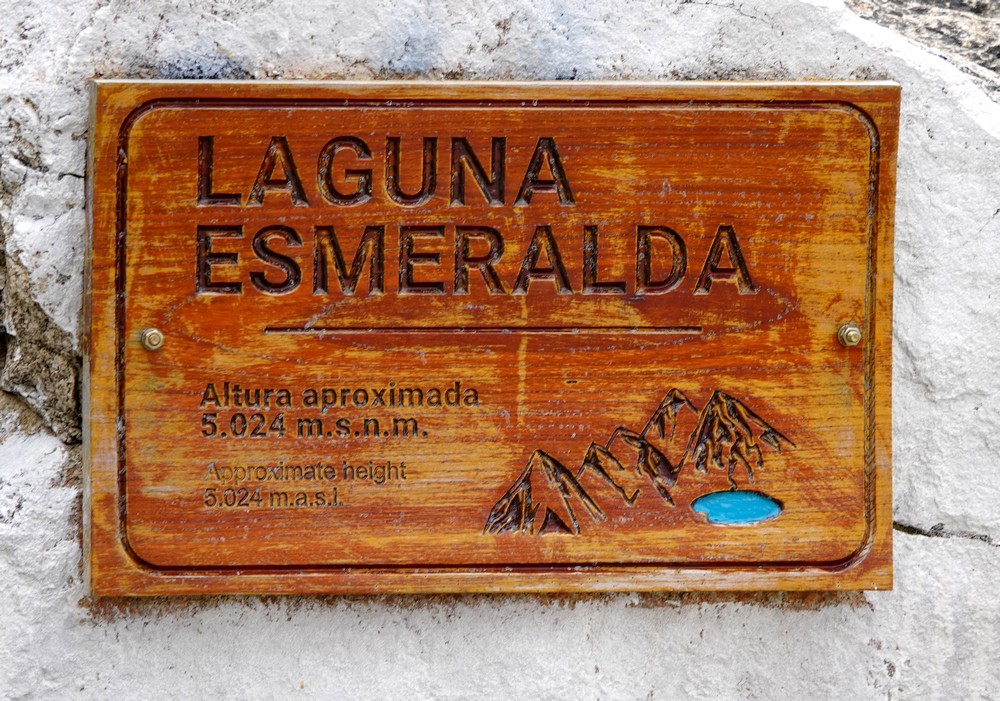 LAGUNA
ESMERALDA
Altura aproximada
5.024 m.s.n.m.
Approximate height
5.024 m.a.s.l.